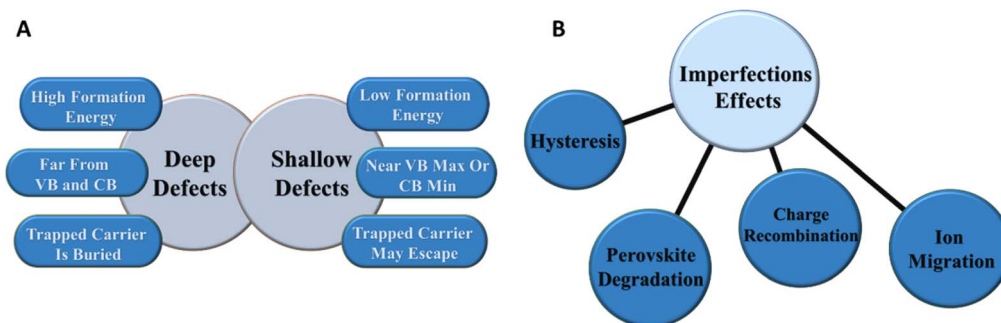 A
High Formation
Energy
Far From
VB and CB
Trapped Carrier
Is Buried
Deep
Defects
Shallow
Defects
Low Formation
Energy
Near VB Max Or
CB Min
Trapped Carrier
May Escape
B
Imperfections
Effects
Hysteresis
Perovskite
Degradation
Charge
Recombination
Ion
Migration